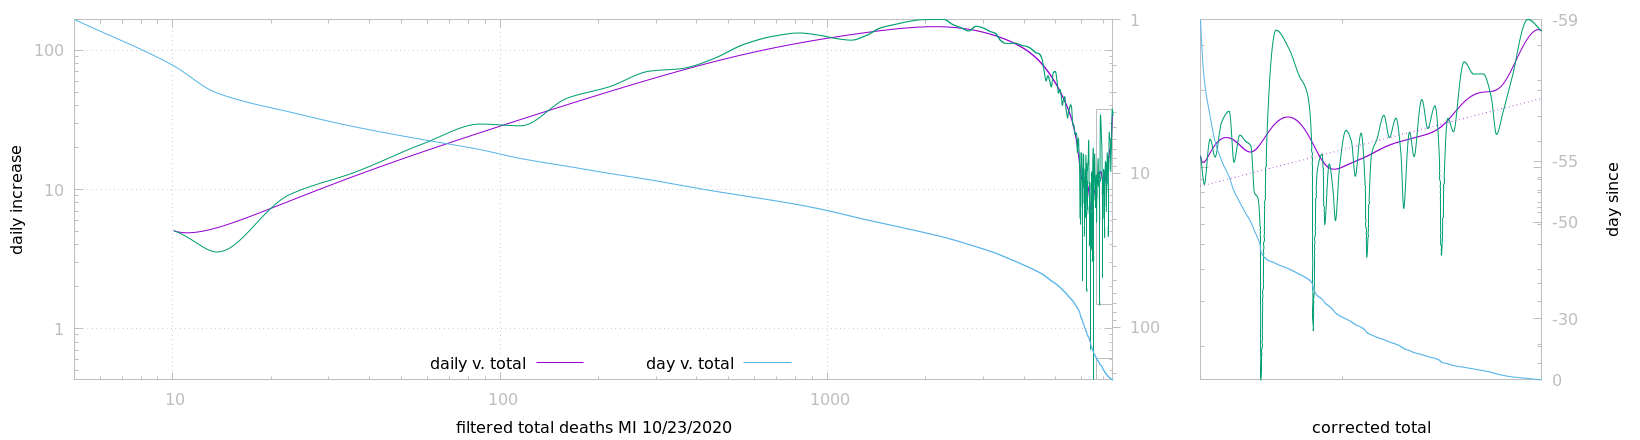 100
10
1
daily increase
10
100
1000
filtered total deaths MI 10/23/2020
daily v. total
day v. total
1
10
100
-59
-55
-50
-30
0
day since
corrected total